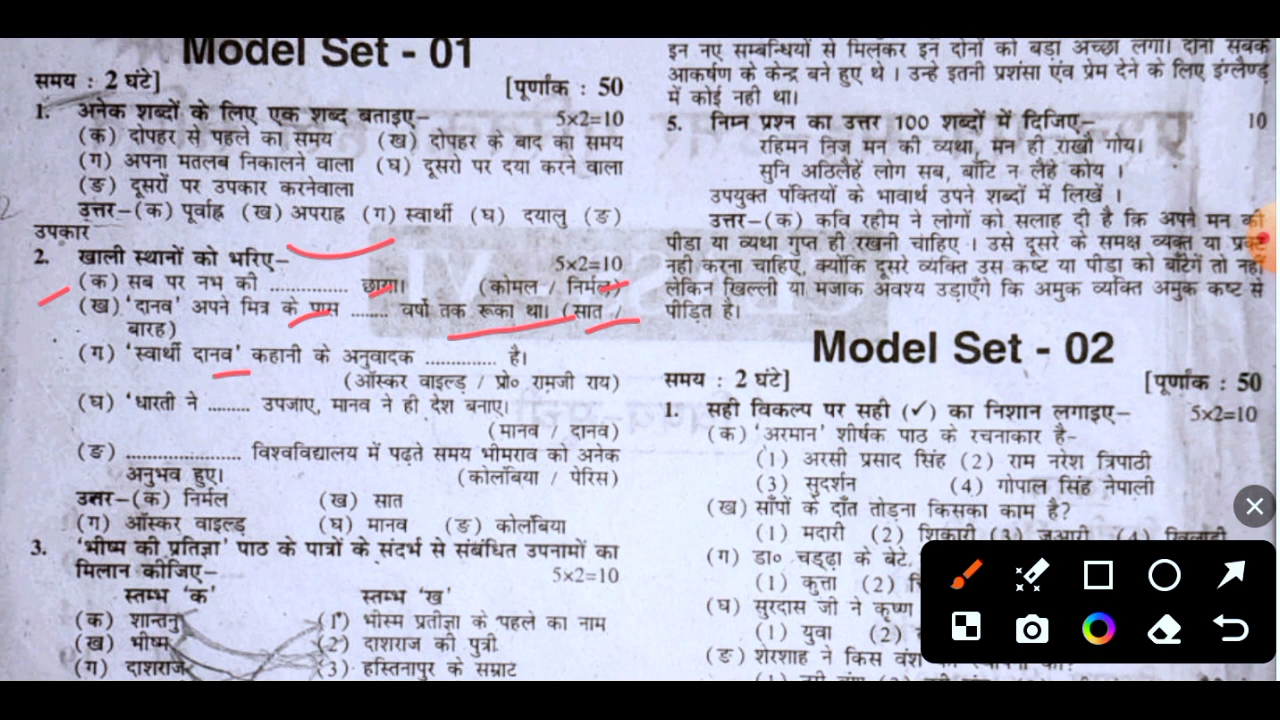 Model Set - 01
समय : 2 घंटे]
[पूर्णांक : 50
1. अनेक शब्दों के लिए एक शब्द बताइए– 5×2=10
(क) दोपहर से पहले का समय (ख) दोपहर के बाद का समय
(ग) अपना मतलब निकालने वाला (घ) दूसरो पर दया करने वाला
(ङ) दूसरों पर उपकार करनेवाला
उत्तर–(क) पूर्वाह्न (ख) अपराह्न (ग) स्वार्थी (घ) दयालु (ङ)
उपकार
2. खाली स्थानों को भरिए– 5×2=10
(क) सब पर नभ की .............. छाया। (कोमल / निर्मल)
(ख) 'दानव' अपने मित्र के पास ........ वर्षो तक रूका था। (सात /
बारह)
(ग) 'स्वार्थी दानव' कहानी के अनुवादक .............. है।
(ऑस्कर वाइल्ड / प्रो० रामजी राय)
(घ) 'धारती ने ......... उपजाए, मानव ने ही देश बनाए।
(मानव / दानव)
(ङ) ...................... विश्वविद्यालय में पढ़ते समय भीमराव को अनेक
अनुभव हुए। (कोलंबिया / पेरिस)
उत्तर–(क) निर्मल (ख) सात
(ग) ऑस्कर वाइल्ड (घ) मानव (ङ) कोलंबिया
3. 'भीष्म की प्रतिज्ञा' पाठ के पात्रों के संदर्भ से संबंधित उपनामों का
मिलान कीजिए– 5×2=10
स्तम्भ 'क' स्तम्भ 'ख'
(क) शान्तनु (1) भीस्म प्रतीज्ञा के पहले का नाम
(ख) भीष्म (2) दाशराज की पुत्री
(ग) दाशराज (3) हस्तिनापुर के सम्राट
इन नए सम्बन्धियों से मिलकर इन दोनों को बड़ा अच्छा लगा। दोनों सबके
आकर्षण के केन्द्र बने हुए थे। उन्हे इतनी प्रशंसा एंव प्रेम देने के लिए इंग्लैण्ड
में कोई नही था।
5. निम्न प्रश्न का उत्तर 100 शब्दों में दिजिए– 10
रहिमन निज मन की व्यथा, मन ही राखौ गोय।
सुनि अठिलैहें लोग सब, बाँटि न लैहें कोय ।
उपयुक्त पंक्तियों के भावार्थ उपने शब्दों में लिखें ।
उत्तर–(क) कवि रहीम ने लोगों को सलाह दी है कि अपने मन की
पीडा या व्यथा गुप्त ही रखनी चाहिए । उसे दूसरे के समक्ष व्यक्त या
नही करना चाहिए, क्योंकि दूसरे व्यक्ति उस कष्ट या पीडा को बाँटेगें तो नहीं
लेकिन खिल्ली या मजाक अवश्य उड़ाएँगे कि अमुक व्यक्ति अमुक कष्ट से
पीड़ित है।
Model Set - 02
समय : 2 घंटे]
[पूर्णांक : 50
1. सही विकल्प पर सही (✓) का निशान लगाइए– 5×2=10
(क) 'अरमान' शीर्षक पाठ के रचनाकार है–
(1) अरसी प्रसाद सिंह (2) राम नरेश त्रिपाठी
(3) सुदर्शन (4) गोपाल सिंह नेपाली
(ख) साँपों के दाँत तोड़ना किसका काम है?
(1) मदारी (2) शिकारी (3) जुआरी (4)
(ग) डा० चड्ढ़ा के बेटे,
(1) कुत्ता (2)
(घ) सुरदास जी ने कृष्ण
(1) युवा (2)
(ङ) शेरशाह ने किस वंश